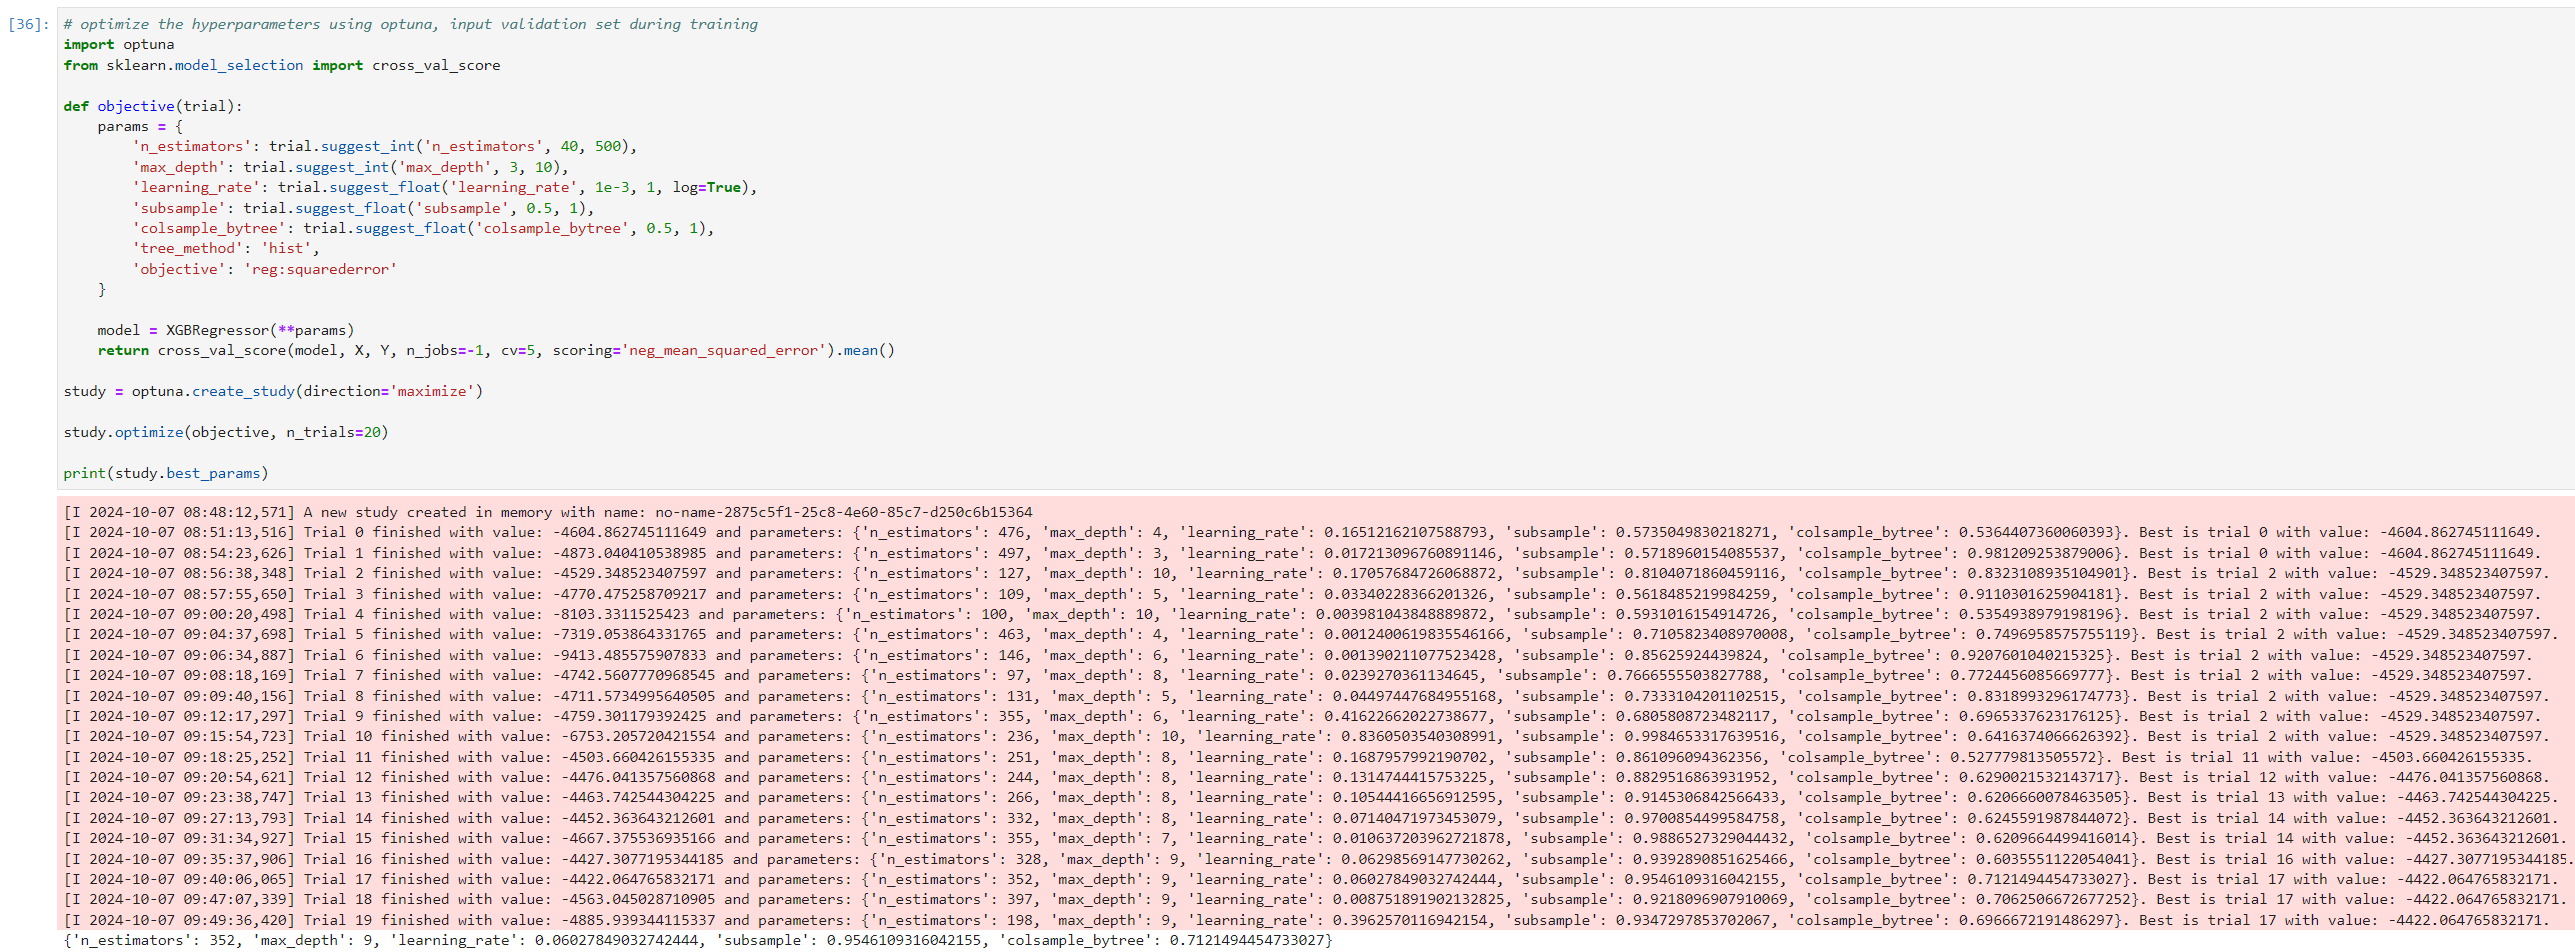 [36]: # optimize the hyperparameters using optuna, input validation set during training
import optuna
from sklearn.model_selection import cross_val_score

def objective(trial):
    params = {
        'n_estimators': trial.suggest_int('n_estimators', 40, 500),
        'max_depth': trial.suggest_int('max_depth', 3, 10),
        'learning_rate': trial.suggest_float('learning_rate', 1e-3, 1, log=True),
        'subsample': trial.suggest_float('subsample', 0.5, 1),
        'colsample_bytree': trial.suggest_float('colsample_bytree', 0.5, 1),
        'tree_method': 'hist',
        'objective': 'reg:squarederror'
    }

    model = XGBRegressor(**params)
    return cross_val_score(model, X, Y, n_jobs=-1, cv=5, scoring='neg_mean_squared_error').mean()

study = optuna.create_study(direction='maximize')

study.optimize(objective, n_trials=20)

print(study.best_params)

[I 2024-10-07 08:48:12,571] A new study created in memory with name: no-name-2875c5f1-25c8-4e60-85c7-d250c6b15364
[I 2024-10-07 08:51:13,516] Trial 0 finished with value: -4604.862745111649 and parameters: {'n_estimators': 476, 'max_depth': 4, 'learning_rate': 0.16512162107588793, 'subsample': 0.5735049830218271, 'colsample_bytree': 0.5364407360060393}. Best is trial 0 with value: -4604.862745111649.
[I 2024-10-07 08:54:23,626] Trial 1 finished with value: -4873.040410538985 and parameters: {'n_estimators': 497, 'max_depth': 3, 'learning_rate': 0.017213096760891146, 'subsample': 0.5718960154085537, 'colsample_bytree': 0.981209253879006}. Best is trial 0 with value: -4604.862745111649.
[I 2024-10-07 08:56:38,348] Trial 2 finished with value: -4529.348523407597 and parameters: {'n_estimators': 127, 'max_depth': 10, 'learning_rate': 0.17057684726068872, 'subsample': 0.8104071860459116, 'colsample_bytree': 0.8323108935104901}. Best is trial 2 with value: -4529.348523407597.
[I 2024-10-07 08:57:55,650] Trial 3 finished with value: -4770.475258709217 and parameters: {'n_estimators': 109, 'max_depth': 5, 'learning_rate': 0.03340228366201326, 'subsample': 0.5618485219984259, 'colsample_bytree': 0.9110301625904181}. Best is trial 2 with value: -4529.348523407597.
[I 2024-10-07 09:00:20,498] Trial 4 finished with value: -8103.3311525423 and parameters: {'n_estimators': 100, 'max_depth': 10, 'learning_rate': 0.003981043848889872, 'subsample': 0.5931016154914726, 'colsample_bytree': 0.5354938979198196}. Best is trial 2 with value: -4529.348523407597.
[I 2024-10-07 09:04:37,698] Trial 5 finished with value: -7319.053864331765 and parameters: {'n_estimators': 463, 'max_depth': 4, 'learning_rate': 0.0012400619835546166, 'subsample': 0.7105823408970008, 'colsample_bytree': 0.7496958575755119}. Best is trial 2 with value: -4529.348523407597.
[I 2024-10-07 09:06:34,887] Trial 6 finished with value: -9413.485575907833 and parameters: {'n_estimators': 146, 'max_depth': 6, 'learning_rate': 0.001390211077523428, 'subsample': 0.85625924439824, 'colsample_bytree': 0.9207601040215325}. Best is trial 2 with value: -4529.348523407597.
[I 2024-10-07 09:08:18,169] Trial 7 finished with value: -4742.5607770968545 and parameters: {'n_estimators': 97, 'max_depth': 8, 'learning_rate': 0.0239270361134645, 'subsample': 0.7666555503827788, 'colsample_bytree': 0.7724456085669777}. Best is trial 2 with value: -4529.348523407597.
[I 2024-10-07 09:09:40,156] Trial 8 finished with value: -4711.5734995640505 and parameters: {'n_estimators': 131, 'max_depth': 5, 'learning_rate': 0.04497447684955168, 'subsample': 0.7333104201102515, 'colsample_bytree': 0.8318993296174773}. Best is trial 2 with value: -4529.348523407597.
[I 2024-10-07 09:12:17,297] Trial 9 finished with value: -4759.301179392425 and parameters: {'n_estimators': 355, 'max_depth': 6, 'learning_rate': 0.41622662022738677, 'subsample': 0.6805808723482117, 'colsample_bytree': 0.6965337623176125}. Best is trial 2 with value: -4529.348523407597.
[I 2024-10-07 09:15:54,723] Trial 10 finished with value: -6753.205720421554 and parameters: {'n_estimators': 236, 'max_depth': 10, 'learning_rate': 0.8360503540308991, 'subsample': 0.9984653317639516, 'colsample_bytree': 0.6416374066626392}. Best is trial 2 with value: -4529.348523407597.
[I 2024-10-07 09:18:25,252] Trial 11 finished with value: -4503.660426155335 and parameters: {'n_estimators': 251, 'max_depth': 8, 'learning_rate': 0.1687957992190702, 'subsample': 0.861096094362356, 'colsample_bytree': 0.527779813505572}. Best is trial 11 with value: -4503.660426155335.
[I 2024-10-07 09:20:54,621] Trial 12 finished with value: -4476.041357560868 and parameters: {'n_estimators': 244, 'max_depth': 8, 'learning_rate': 0.1314744415753225, 'subsample': 0.8829516863931952, 'colsample_bytree': 0.6290021532143717}. Best is trial 12 with value: -4476.041357560868.
[I 2024-10-07 09:23:38,747] Trial 13 finished with value: -4463.742544304225 and parameters: {'n_estimators': 266, 'max_depth': 8, 'learning_rate': 0.10544416656912595, 'subsample': 0.9145306842566433, 'colsample_bytree': 0.6206660078463505}. Best is trial 13 with value: -4463.742544304225.
[I 2024-10-07 09:27:13,793] Trial 14 finished with value: -4452.363643212601 and parameters: {'n_estimators': 332, 'max_depth': 8, 'learning_rate': 0.07140471973453079, 'subsample': 0.9700854499584758, 'colsample_bytree': 0.6245591987844072}. Best is trial 14 with value: -4452.363643212601.
[I 2024-10-07 09:31:34,927] Trial 15 finished with value: -4667.375536935166 and parameters: {'n_estimators': 355, 'max_depth': 7, 'learning_rate': 0.010637203962721878, 'subsample': 0.9886527329044432, 'colsample_bytree': 0.6209664499416014}. Best is trial 14 with value: -4452.363643212601.
[I 2024-10-07 09:35:37,906] Trial 16 finished with value: -4427.3077195344185 and parameters: {'n_estimators': 328, 'max_depth': 9, 'learning_rate': 0.06298569147730262, 'subsample': 0.9392890851625466, 'colsample_bytree': 0.6035551122054041}. Best is trial 16 with value: -4427.3077195344185.
[I 2024-10-07 09:40:06,065] Trial 17 finished with value: -4422.064765832171 and parameters: {'n_estimators': 352, 'max_depth': 9, 'learning_rate': 0.06027849032742444, 'subsample': 0.9546109316042155, 'colsample_bytree': 0.7121494454733027}. Best is trial 17 with value: -4422.064765832171.
[I 2024-10-07 09:47:07,339] Trial 18 finished with value: -4563.045028710905 and parameters: {'n_estimators': 397, 'max_depth': 9, 'learning_rate': 0.008751891902132825, 'subsample': 0.9218096907910069, 'colsample_bytree': 0.7062506672677252}. Best is trial 17 with value: -4422.064765832171.
[I 2024-10-07 09:49:36,420] Trial 19 finished with value: -4885.939344115337 and parameters: {'n_estimators': 198, 'max_depth': 9, 'learning_rate': 0.3962570116942154, 'subsample': 0.9347297853702067, 'colsample_bytree': 0.6966672191486297}. Best is trial 17 with value: -4422.064765832171.
{'n_estimators': 352, 'max_depth': 9, 'learning_rate': 0.06027849032742444, 'subsample': 0.9546109316042155, 'colsample_bytree': 0.7121494454733027}